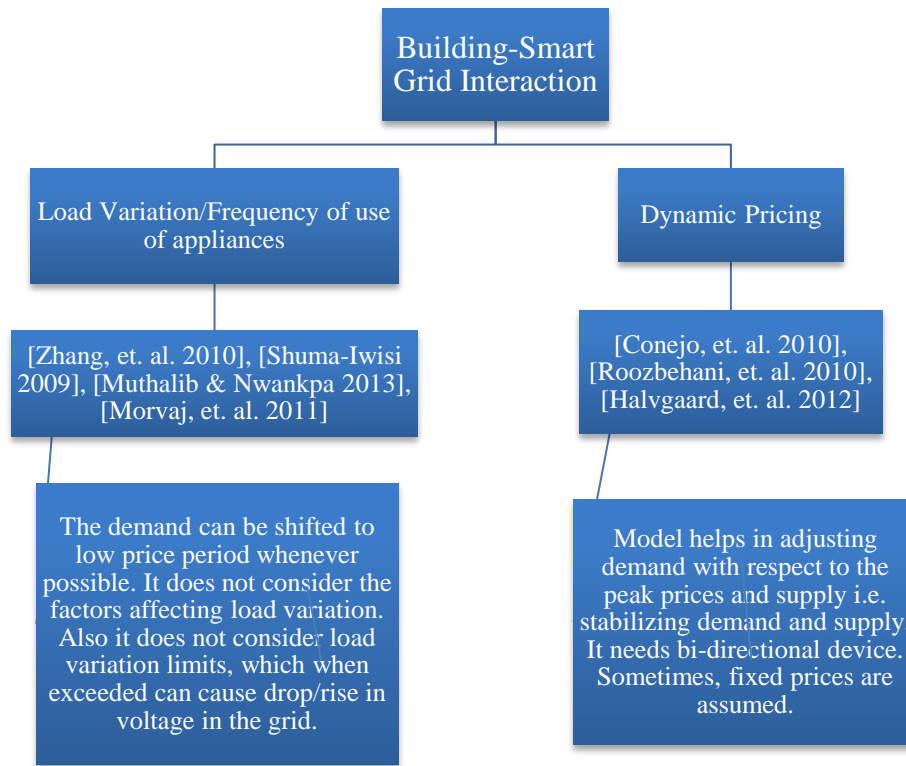 Building-Smart
Grid Interaction
Load Variation/Frequency of use
of appliances
Dynamic Pricing
[Zhang, et. al. 2010], [Shuma-Iwisi
2009], [Muthalib & Nwankpa 2013],
[Morvaj, et. al. 2011]
[Conejo, et. al. 2010],
[Roozbehani, et. al. 2010],
[Halvgaard, et. al. 2012]
The demand can be shifted to
low price period whenever
possible. It does not consider the
factors affecting load variation.
Also it does not consider load
variation limits, which when
exceeded can cause drop/rise in
voltage in the grid.
Model helps in adjusting
demand with respect to the
peak prices and supply i.e.
stabilizing demand and supply.
It needs bi-directional device.
Sometimes, fixed prices are
assumed.